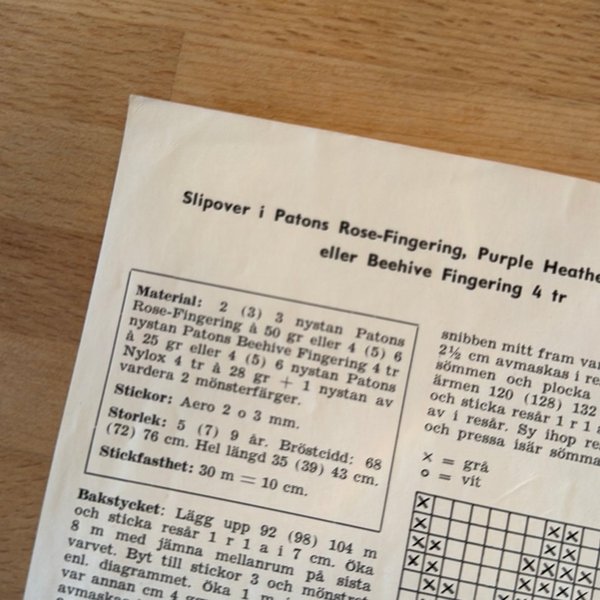 Slipover i Patons Rose-Fingering, Purple
eller Beehive Fingering 4 tr
Material: 2 (3) 3 nystan Patons
Rose-Fingering à 50 gr eller 4 (5) 6
nystan Patons Beehive Fingering 4 tr
à 25 gr eller 4 (5) 6 nystan Patons
Nylox 4 tr à 28 gr + 1 nystan av
vardera 2 mönsterfärger.
Stickor: Aero 2 o 3 mm.
Storlek: 5 (7) 9 år. Bröstcidd: 68
(72) 76 cm. Hel längd 35 (39) 43 cm.
Stickfasthet: 30 m = 10 cm.
Bakstycket: Lägg upp 92 (98) 104 m
och sticka resår 1 r 1 a i 7 cm. Öka
8 m med jämna mellanrum på sista
varvet. Byt till stickor 3 och
enl. diagrammet. Öka 1 m
var annan cm 4
snibben mitt fram
2½ cm avmaskas i
sömmen och plocka
ärmen 120 (128) 132
och sticka resår 1 r 1
av i resår. Sy ihop
och pressa isär
× = grå
o = vit